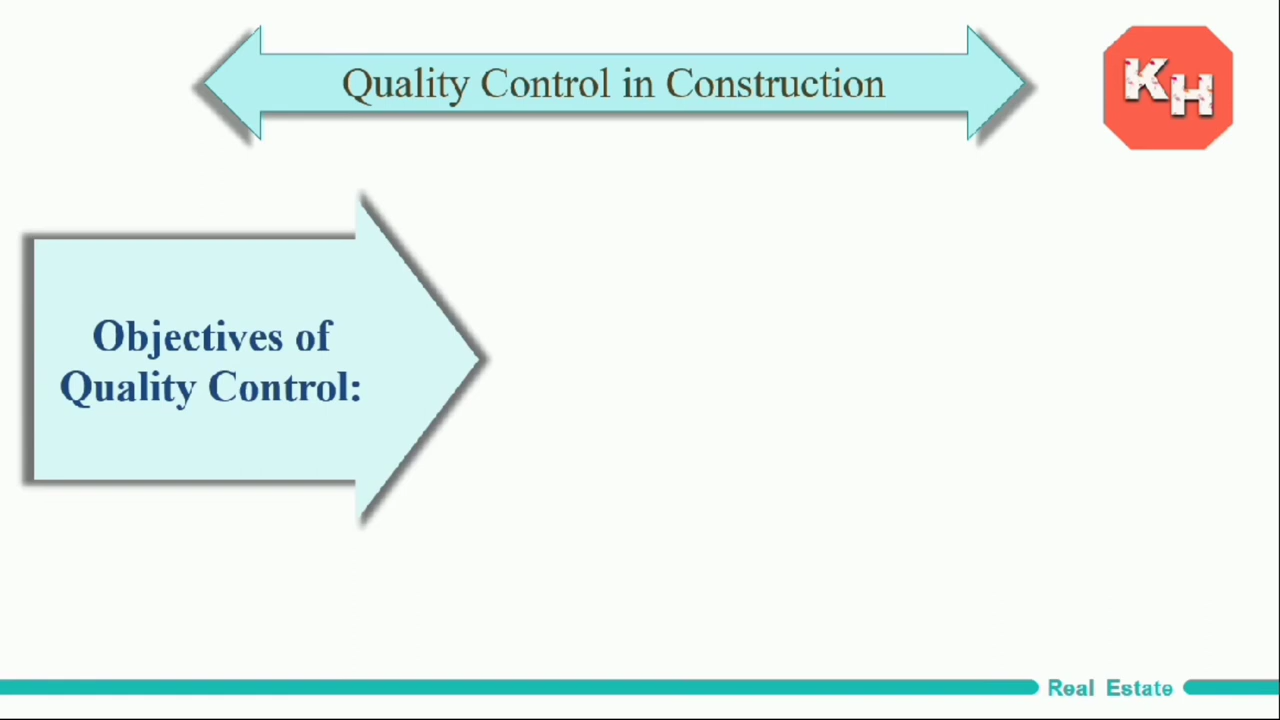 Quality Control in Construction
KH
Objectives of
Quality Control:
Real Estate